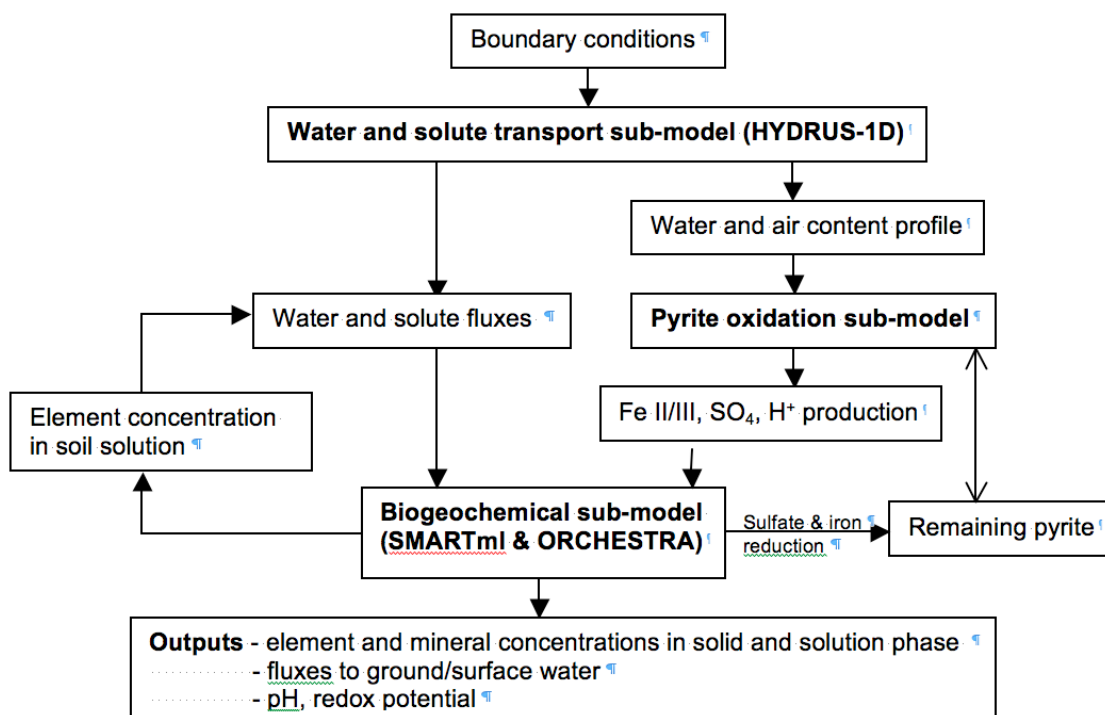 Boundary conditions ¶
Water and solute transport sub-model (HYDRUS-1D)¶
Water and air content profile¶
Water and solute fluxes ¶
Pyrite oxidation sub-model¶
Element concentration
in soil solution ¶
Fe II/III, SO₄, H⁺ production¶
Biogeochemical sub-model
(SMARTml & ORCHESTRA)¶
Sulfate & iron ¶
reduction ¶
Remaining pyrite¶
Outputs - element and mineral concentrations in solid and solution phase ¶
- fluxes to ground/surface water ¶
- pH, redox potential ¶